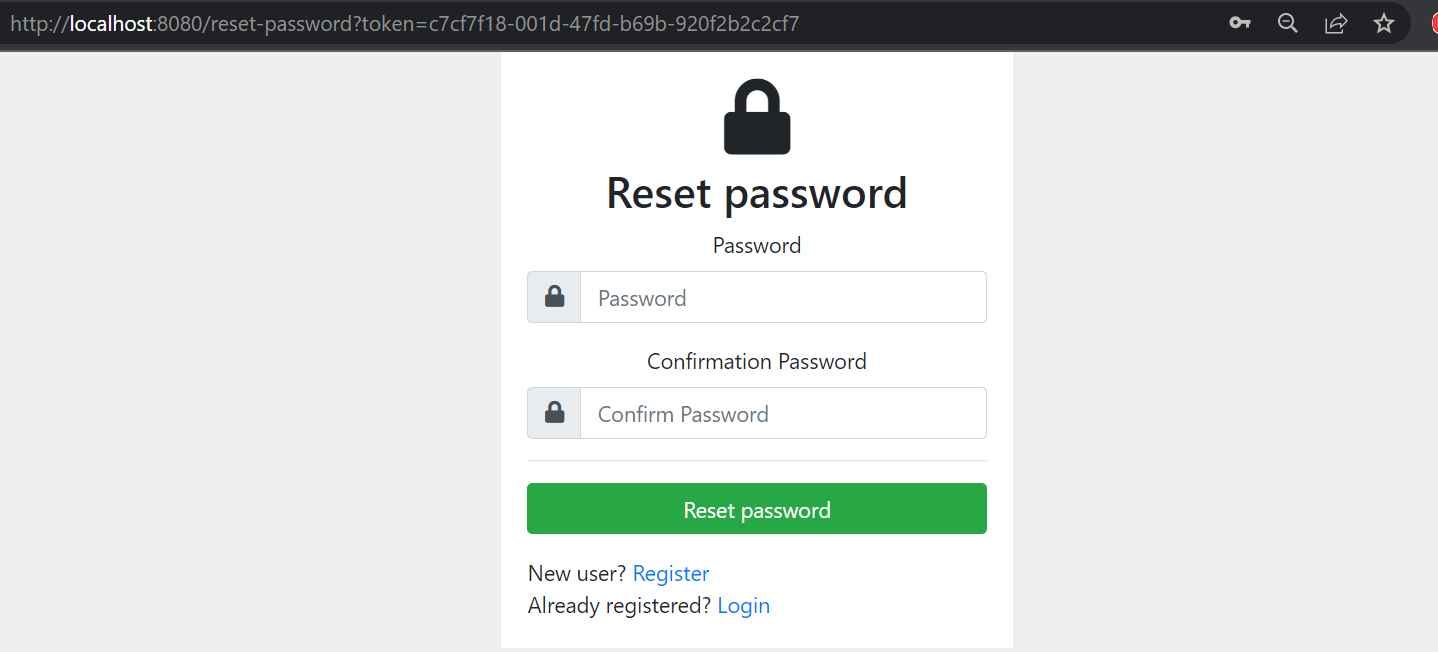 http://localhost:8080/reset-password?token=c7cf7f18-001d-47fd-b69b-920f2b2c2cf7
Reset password
Password
Password
Confirmation Password
Confirm Password
Reset password
New user? Register
Already registered? Login